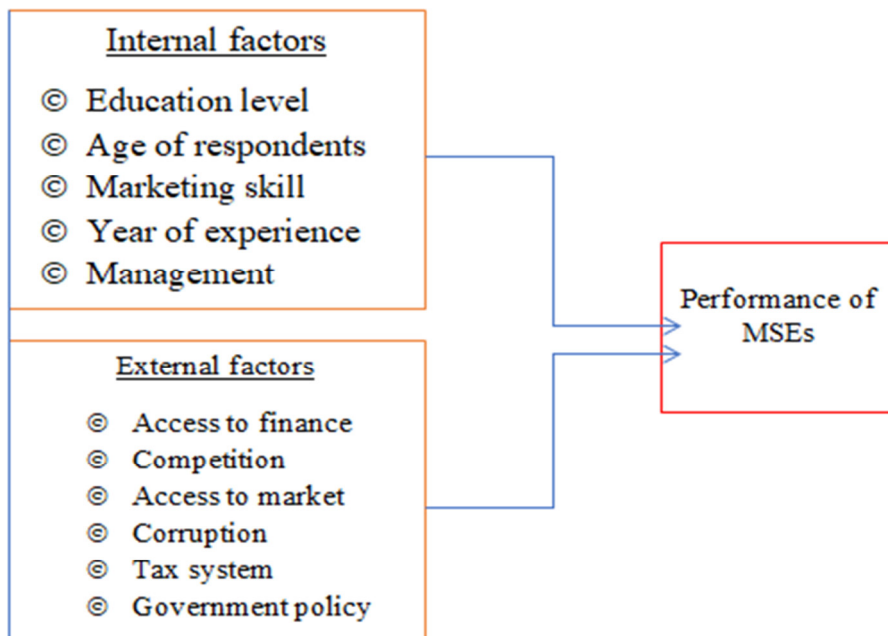 Internal factors
© Education level
© Age of respondents
© Marketing skill
© Year of experience
© Management
External factors
© Access to finance
© Competition
© Access to market
© Corruption
© Tax system
© Government policy
Performance of
MSEs